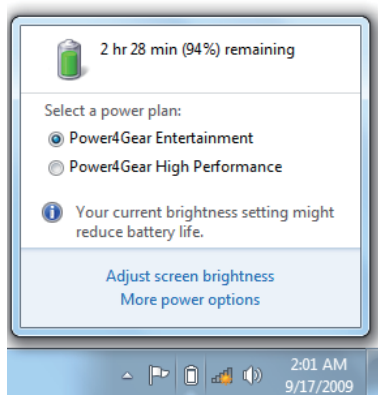 2 hr 28 min (94%) remaining
Select a power plan:
Power4Gear Entertainment
Power4Gear High Performance
Your current brightness setting might
reduce battery life.
Adjust screen brightness
More power options
2:01 AM
9/17/2009